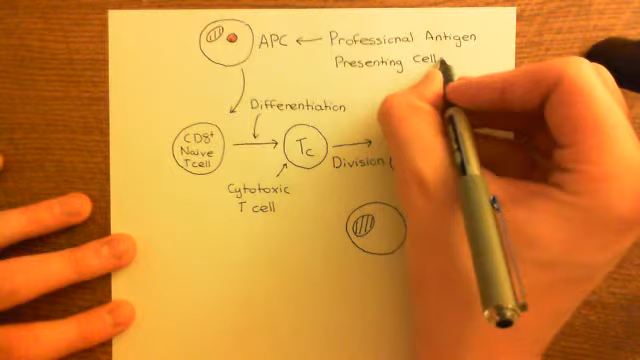 APC ← Professional Antigen
Presenting Cell
Differentiation
CD8⁺
Naive
T cell
Tc
Division (
Cytotoxic
T cell